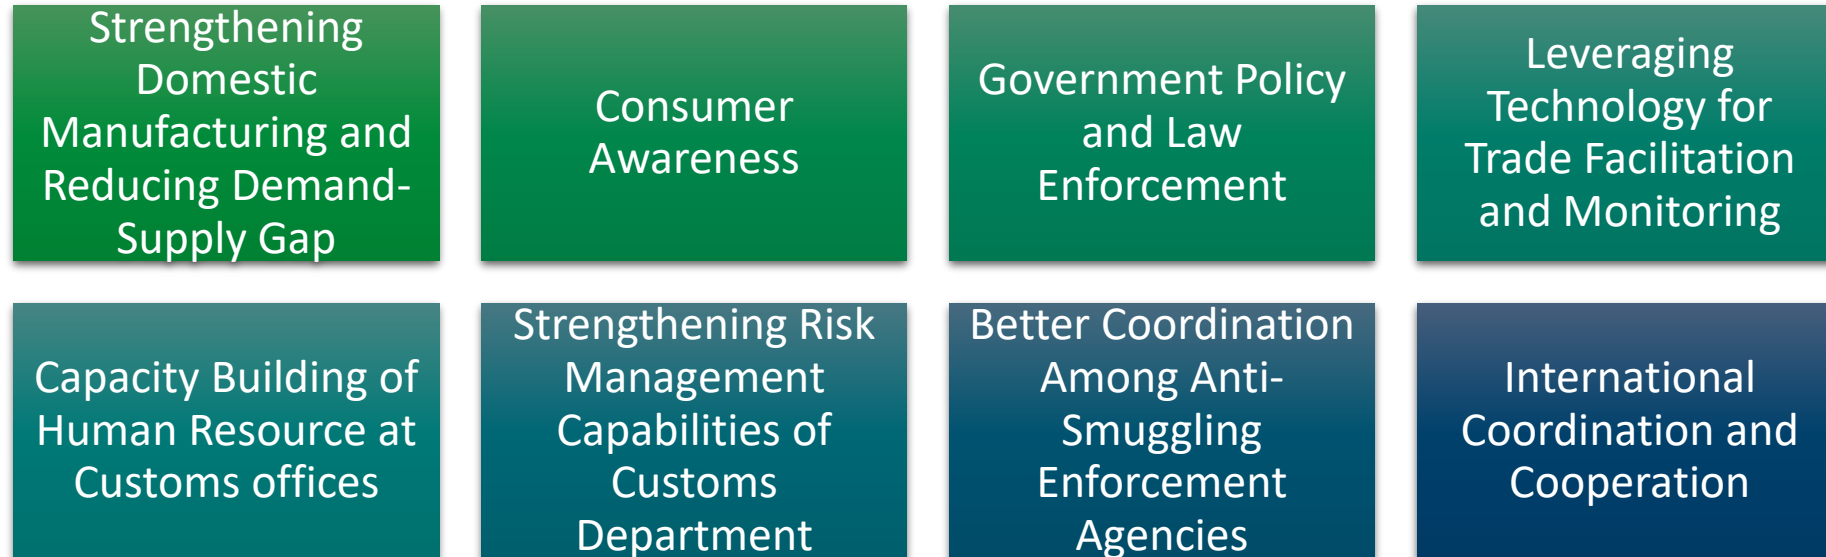 Strengthening
Domestic
Manufacturing and
Reducing Demand-
Supply Gap
Consumer
Awareness
Government Policy
and Law
Enforcement
Leveraging
Technology for
Trade Facilitation
and Monitoring
Capacity Building of
Human Resource at
Customs offices
Strengthening Risk
Management
Capabilities of
Customs
Department
Better Coordination
Among Anti-
Smuggling
Enforcement
Agencies
International
Coordination and
Cooperation